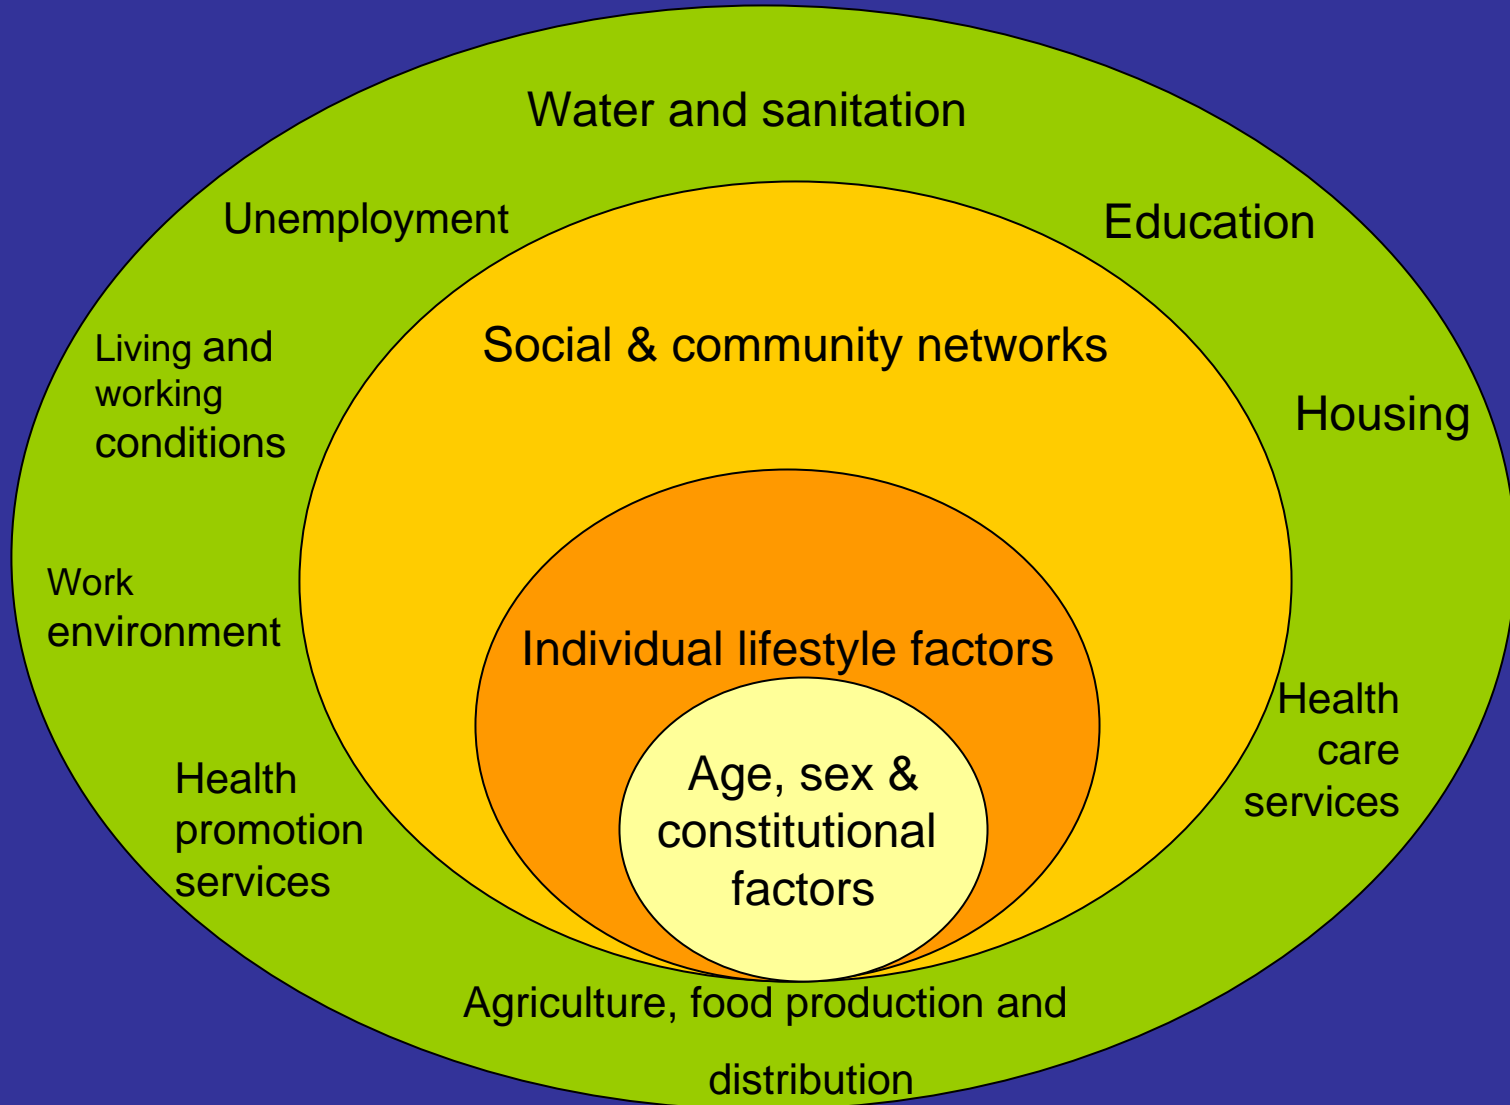 Water and sanitation
Unemployment
Education
Living and
working
conditions
Social & community networks
Housing
Work
environment
Individual lifestyle factors
Health
care
services
Age, sex &
constitutional
factors
Health
promotion
services
Agriculture, food production and
distribution